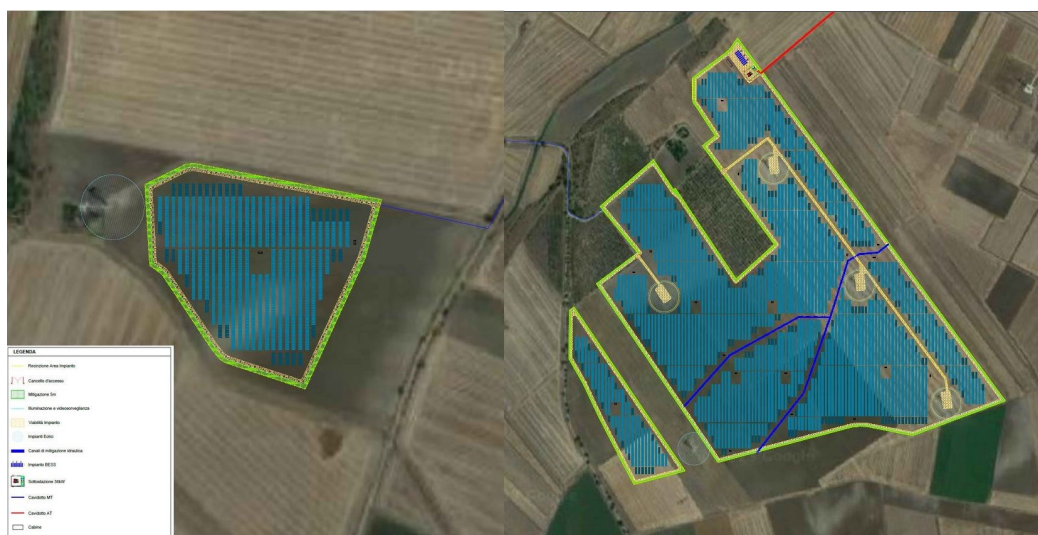 LEGENDA
Recinzione Area Impianto
Cancello d'accesso
Mitigazione 5m
Illuminazione e videosorveglianza
Viabilità Impianto
Impianti Eolici
Canali di mitigazione idraulica
Impianto BESS
Sottostazione
Cavidotto MT
Cavidotto AT
Cabine
Google